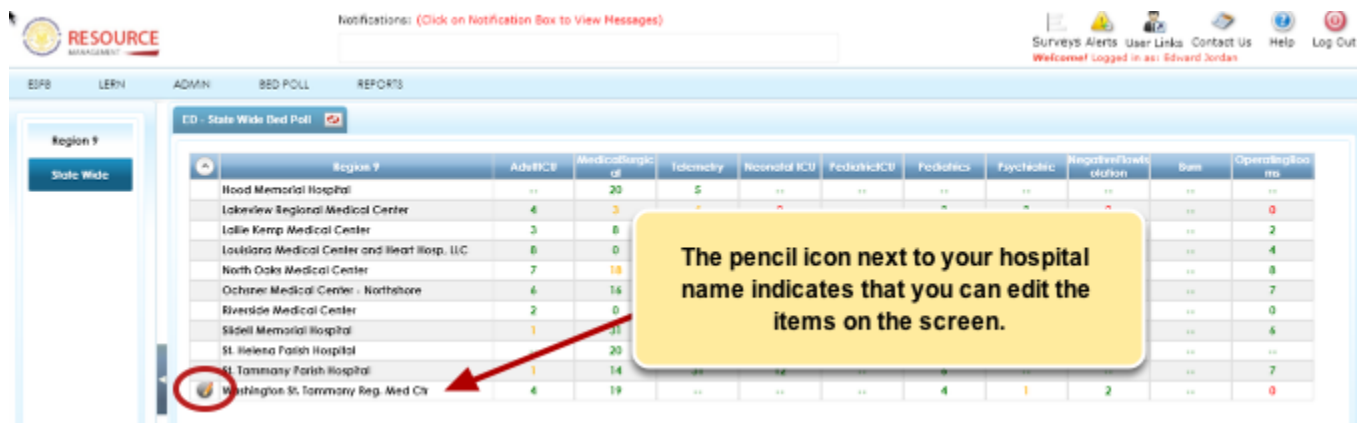 Notifications: (Click on Notification Box to View Messages)
RESOURCE
MANAGEMENT
Surveys Alerts User Links Contact Us Help Log Out
Welcome! Logged in as: Edward Jordan
ESF8 LERN ADMIN BED POLL REPORTS
ED - State Wide Bed Poll
Region 9
State Wide
Region 9 AdultICU MedicalSurgical Telemetry Neonatal ICU PediatricICU Pediatrics Psychiatric NegativeFlowIsolation Burn OperatingRooms
Hood Memorial Hospital -- 20 5 -- -- -- -- -- -- --
Lakeview Regional Medical Center 4 3 -- 0
Lallie Kemp Medical Center 3 8 -- 2
Louisiana Medical Center and Heart Hosp. LLC 8 0 -- 4
North Oaks Medical Center 7 18 -- 8
Ochsner Medical Center - Northshore 6 16 -- 7
Riverside Medical Center 2 0 -- 0
Slidell Memorial Hospital 1 -- 6
St. Helena Parish Hospital -- 20 -- --
St. Tammany Parish Hospital 1 14 -- 7
Washington St. Tammany Reg. Med Ctr 4 19 -- -- -- 4 1 2 -- 0
The pencil icon next to your hospital
name indicates that you can edit the
items on the screen.